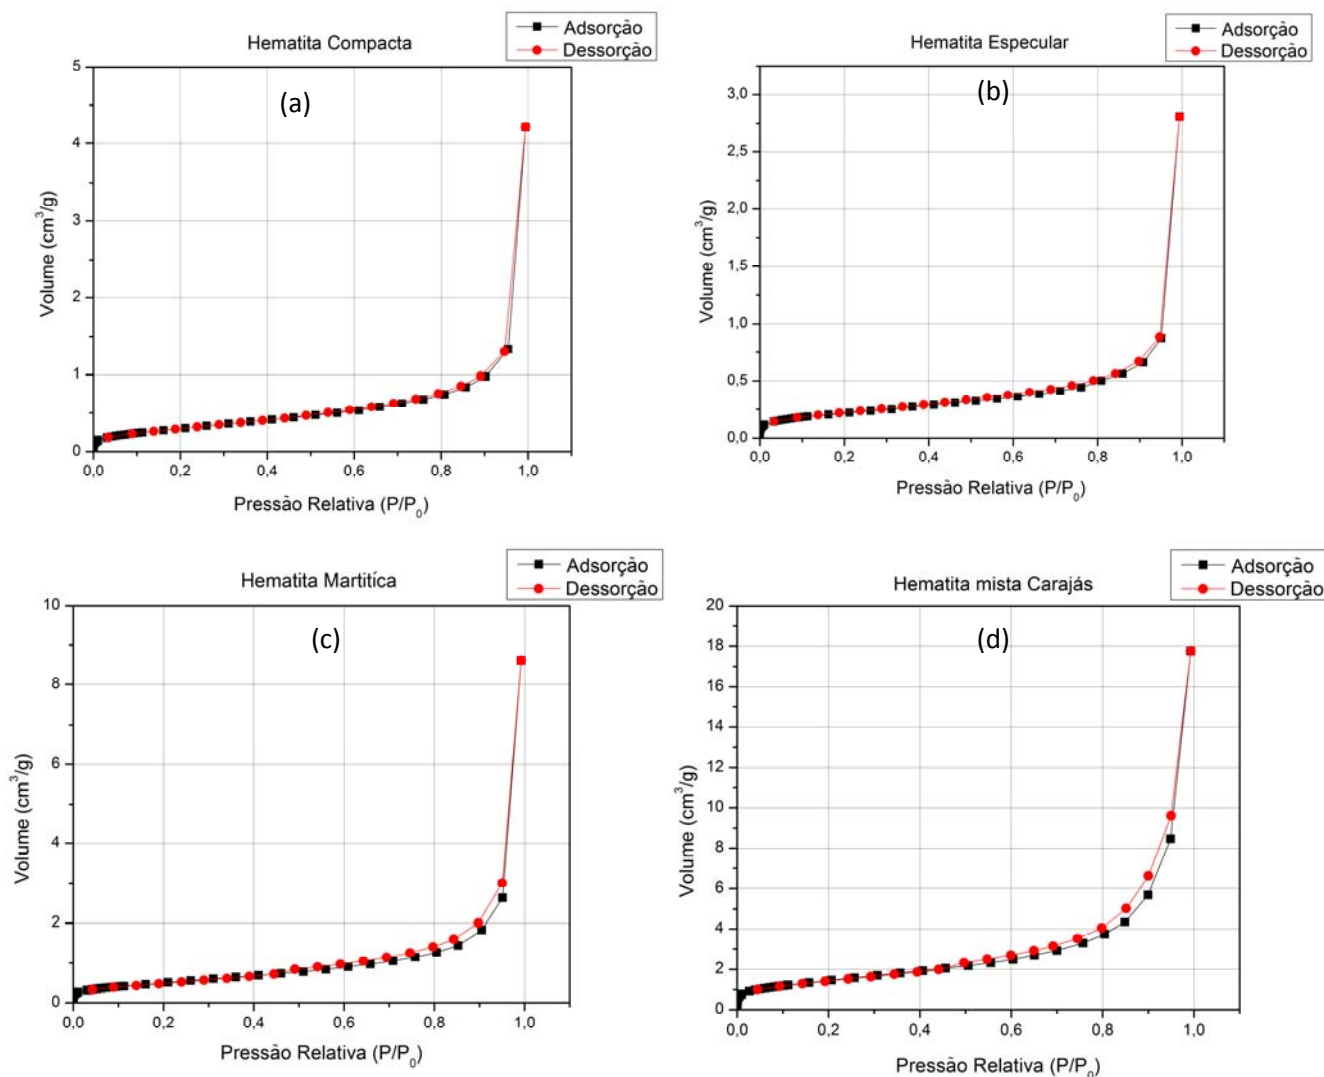 Hematita Compacta
Adsorção
Dessorção
(a)
5
4
3
2
1
0
Volume (cm³/g)
0,0 0,2 0,4 0,6 0,8 1,0
Pressão Relativa (P/P₀)
Hematita Especular
Adsorção
Dessorção
(b)
3,0
2,5
2,0
1,5
1,0
0,5
0,0
Volume (cm³/g)
0,0 0,2 0,4 0,6 0,8 1,0
Pressão Relativa (P/P₀)
Hematita Martitíca
Adsorção
Dessorção
(c)
10
8
6
4
2
0
Volume (cm³/g)
0,0 0,2 0,4 0,6 0,8 1,0
Pressão Relativa (P/P₀)
Hematita mista Carajás
Adsorção
Dessorção
(d)
20
18
16
14
12
10
8
6
4
2
0
Volume (cm³/g)
0,0 0,2 0,4 0,6 0,8 1,0
Pressão Relativa (P/P₀)